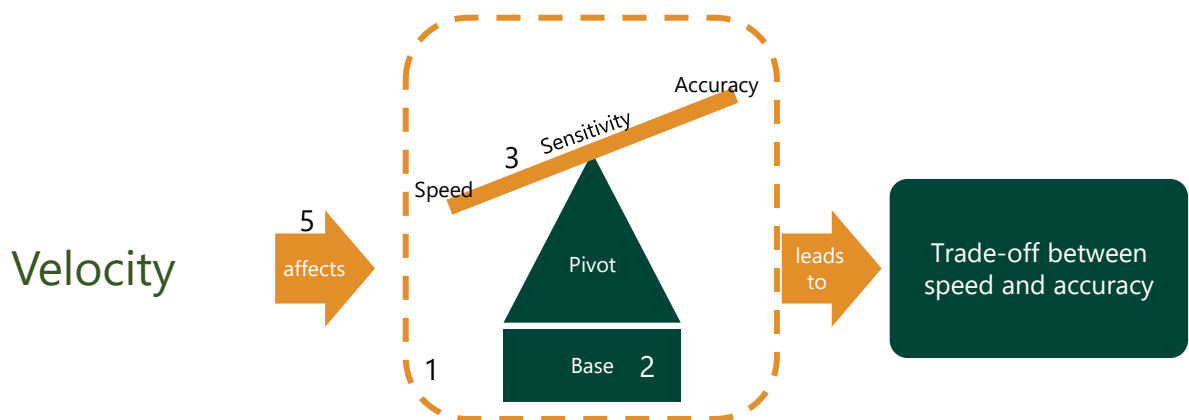 Velocity
5
affects
Accuracy
Sensitivity
3
Speed
Pivot
Base
2
1
leads
to
Trade-off between
speed and accuracy